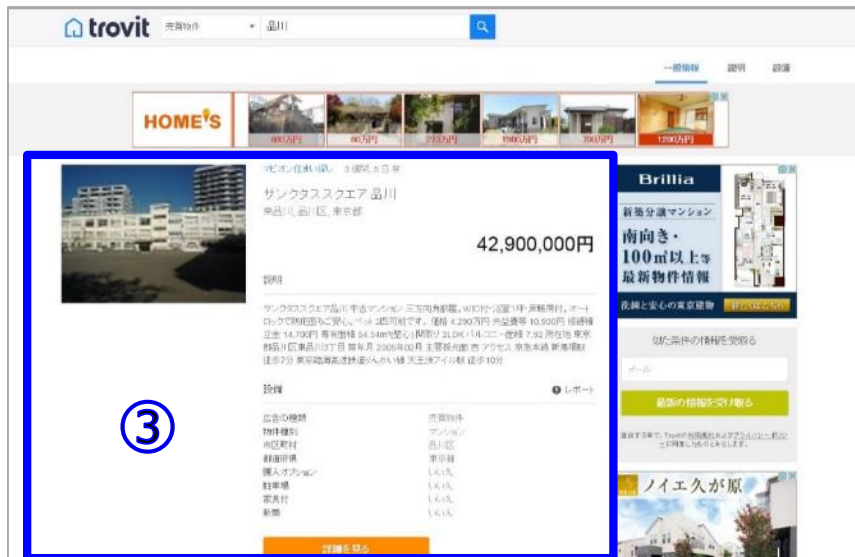 trovit 売買物件 品川
一般情報 説明 設備
HOME'S
600万円 60万円 1980万円 700万円 1280万円
3週間, 5日前
サンクタススクエア品川
東品川, 品川区, 東京都
42,900,000円
説明
サンクタススクエア品川 中古マンション 三方向角部屋。WIC付・浴室1坪・床暖房付。オート
ロックで防犯面もご安心。ペット2匹可能です。 価格 4,290万円 共益費等 10,900円 修繕積
立金 14,700円 専有面積 54.54m²(壁心) 間取り 2LDK バルコニー面積 7.92 所在地 東京
都品川区東品川3丁目 築年月 2005年02月 主要採光面 西 アクセス 京急本線 新馬場駅
徒歩7分 東京臨海高速鉄道りんかい線 天王洲アイル駅 徒歩10分
設備 レポート
広告の種類 売買物件
物件種別 マンション
市区町村 品川区
都道府県 東京都
購入オプション いいえ
駐車場 いいえ
家具付 いいえ
新築 いいえ
詳細を見る
③
Brillia
新築分譲マンション
南向き・
100㎡以上等
最新物件情報
洗練と安心の東京建物 詳しくはこちら
似た条件の情報を受取る
メール
最新の情報を受け取る
ノイエ久が原